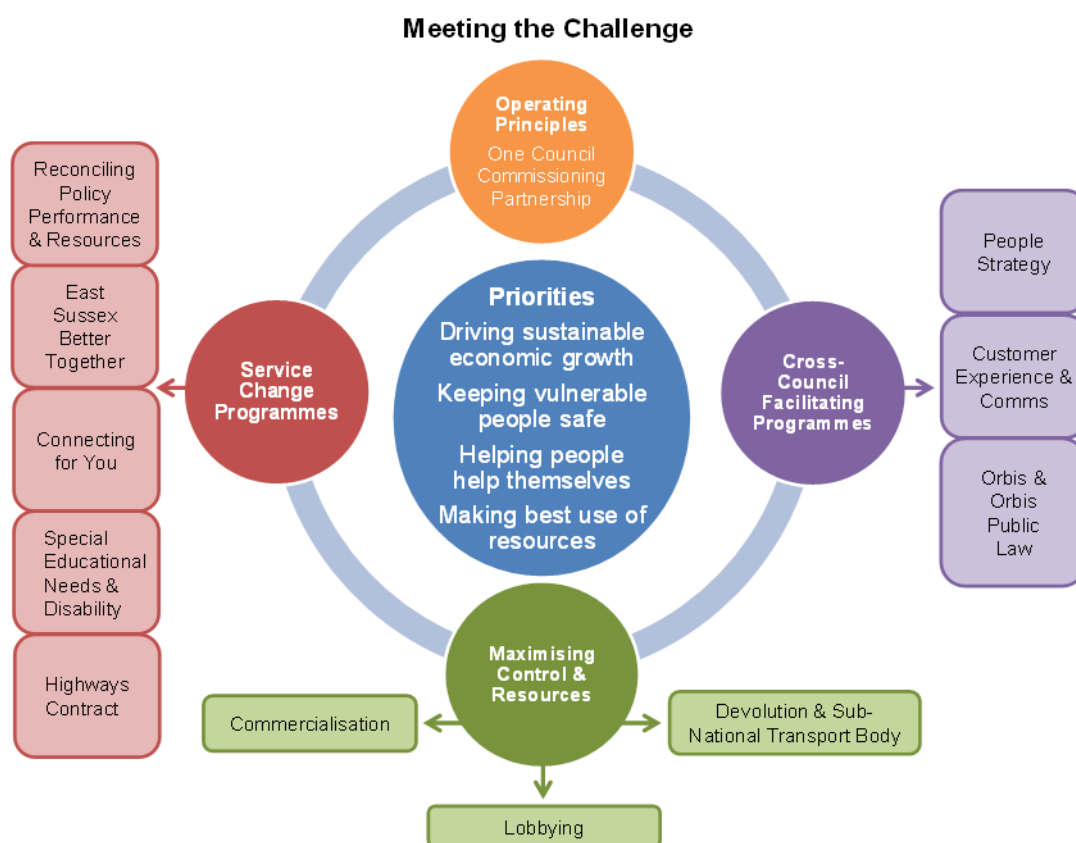 Meeting the Challenge
Operating
Principles
One Council
Commissioning
Partnership
Reconciling
Policy
Performance
& Resources
East
Sussex
Better
Together
Connecting
for You
Special
Educational
Needs &
Disability
Highways
Contract
Service
Change
Programmes
Priorities
Driving sustainable
economic growth
Keeping vulnerable
people safe
Helping people
help themselves
Making best use of
resources
Cross-
Council
Facilitating
Programmes
People
Strategy
Customer
Experience &
Comms
Orbis &
Orbis
Public
Law
Maximising
Control &
Resources
Commercialisation
Devolution & Sub-
National Transport Body
Lobbying